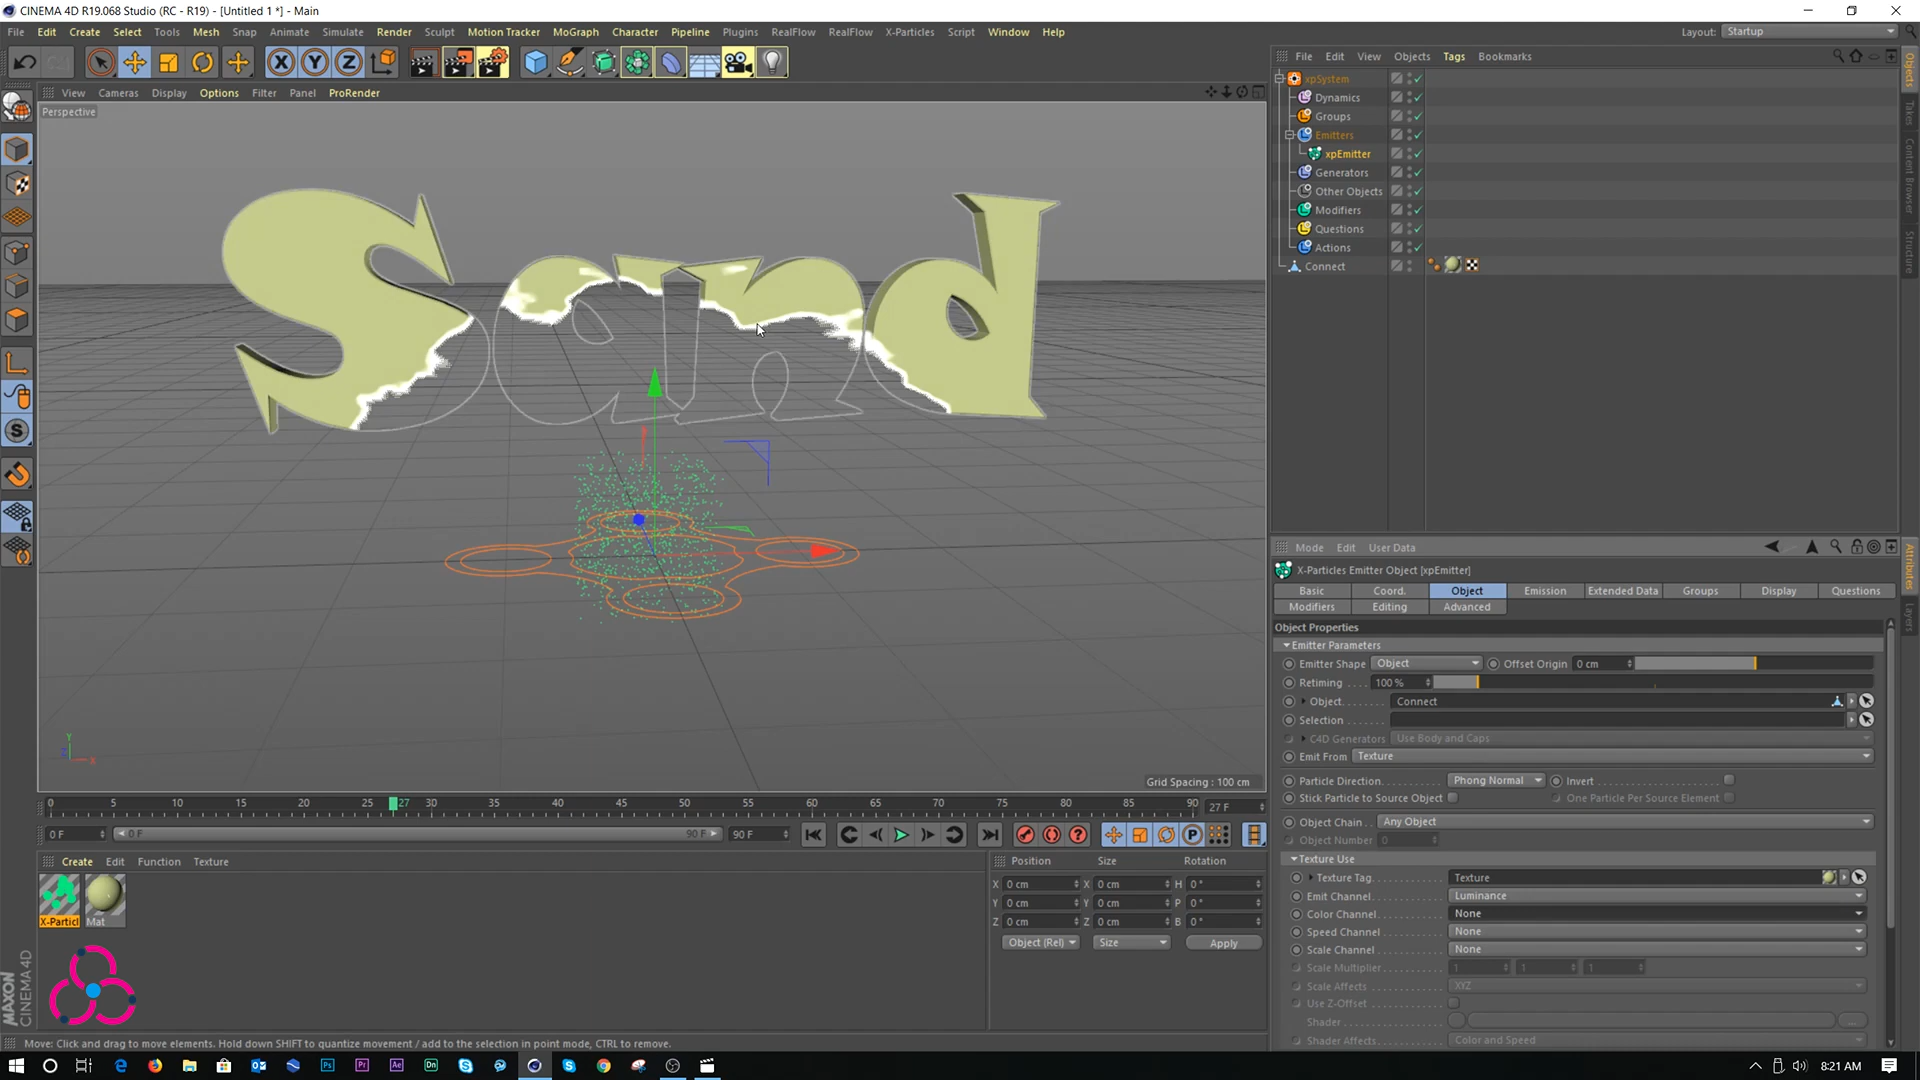 CINEMA 4D R19.068 Studio (RC - R19) - [Untitled 1 *] - Main
File Edit Create Select Tools Mesh Snap Animate Simulate Render Sculpt Motion Tracker MoGraph Character Pipeline Plugins RealFlow RealFlow X-Particles Script Window Help
Layout: Startup
View Cameras Display Options Filter Panel ProRender
Perspective
Sand
Grid Spacing : 100 cm
X Y Z
File Edit View Objects Tags Bookmarks
xpSystem
Dynamics
Groups
Emitters
xpEmitter
Generators
Other Objects
Modifiers
Questions
Actions
Connect
Objects
Takes
Content Browser
Structure
Mode Edit User Data
X-Particles Emitter Object [xpEmitter]
Basic Coord. Object Emission Extended Data Groups Display Questions
Modifiers Editing Advanced
Object Properties
Emitter Parameters
Emitter Shape Object Offset Origin 0 cm
Retiming . . . . 100 %
Object. . . . . . . . Connect
Selection . . . . . . .
C4D Generators Use Body and Caps
Emit From Texture
Particle Direction. . . . . . Phong Normal Invert
Stick Particle to Source Object One Particle Per Source Element
Object Chain . . Any Object
Object Number 0
Texture Use
Texture Tag. Texture
Emit Channel. Luminance
Color Channel. None
Speed Channel None
Scale Channel None
Scale Multiplier 1 1 1
Scale Affects XYZ
Use Z-Offset
Shader
Shader Affects. Color and Speed
Attributes
Layers
0 5 10 15 20 25 27 30 35 40 45 50 55 60 65 70 75 80 85 90 27 F
0 F 0 F 90 F 90 F
Create Edit Function Texture
X-Particl Mat
Position Size Rotation
X 0 cm X 0 cm H 0 °
Y 0 cm Y 0 cm P 0 °
Z 0 cm Z 0 cm B 0 °
Object (Rel) Size Apply
MAXON CINEMA 4D
Move: Click and drag to move elements. Hold down SHIFT to quantize movement / add to the selection in point mode, CTRL to remove.
8:21 AM